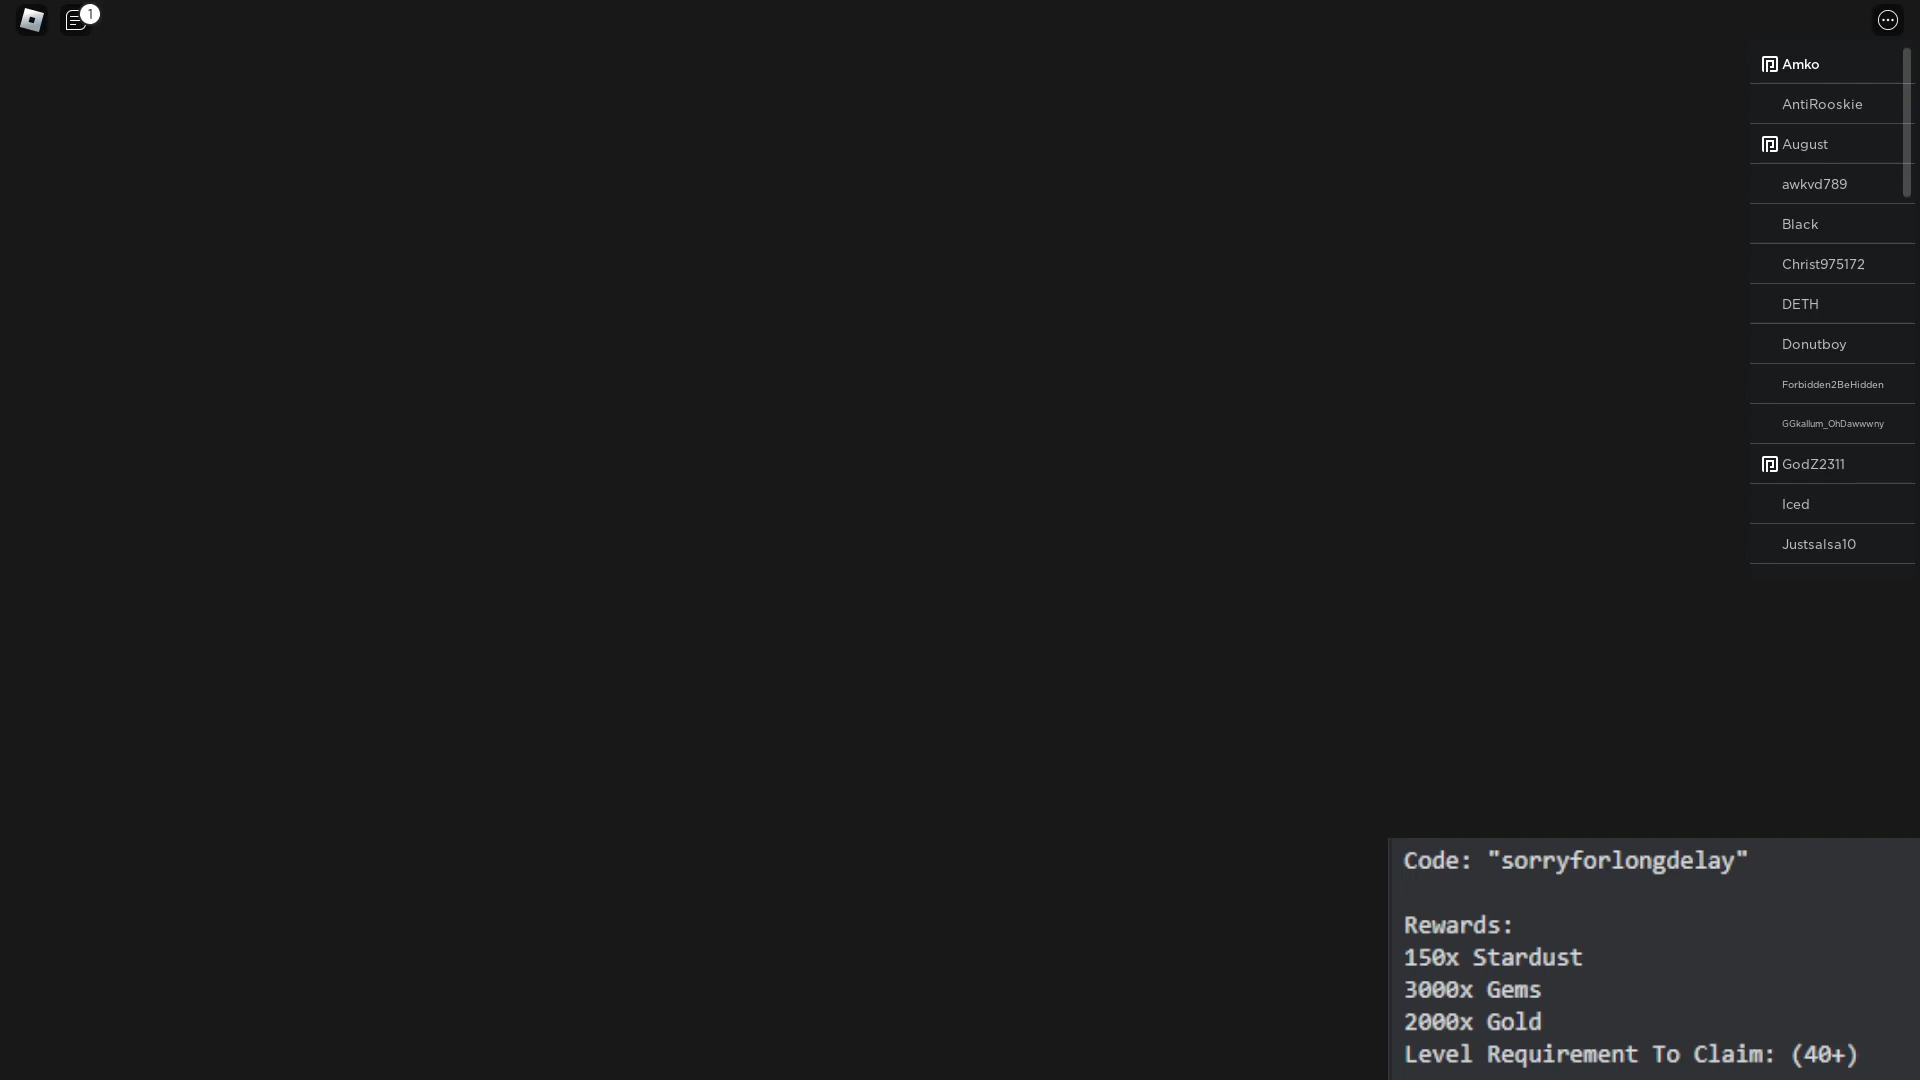 1
Amko
AntiRooskie
August
awkvd789
Black
Christ975172
DETH
Donutboy
Forbidden2BeHidden
GGkallum_OhDawwwny
GodZ2311
Iced
Justsalsa10
Code: "sorryforlongdelay"
Rewards:
150x Stardust
3000x Gems
2000x Gold
Level Requirement To Claim: (40+)